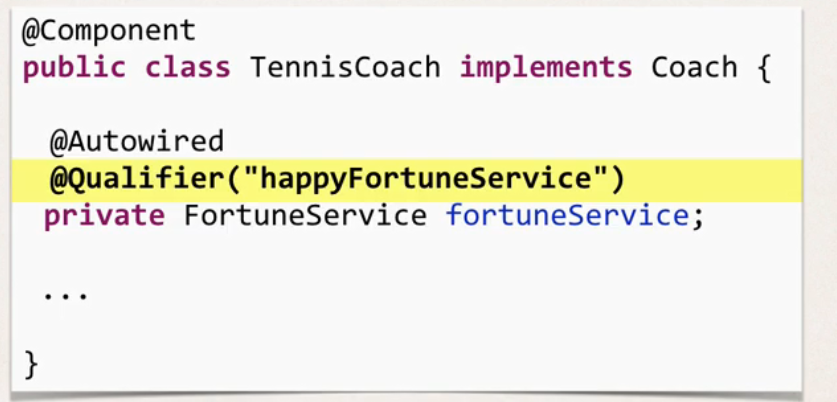 @Component
public class TennisCoach implements Coach {
@Autowired
@Qualifier("happyFortuneService")
private FortuneService fortuneService;
...
}